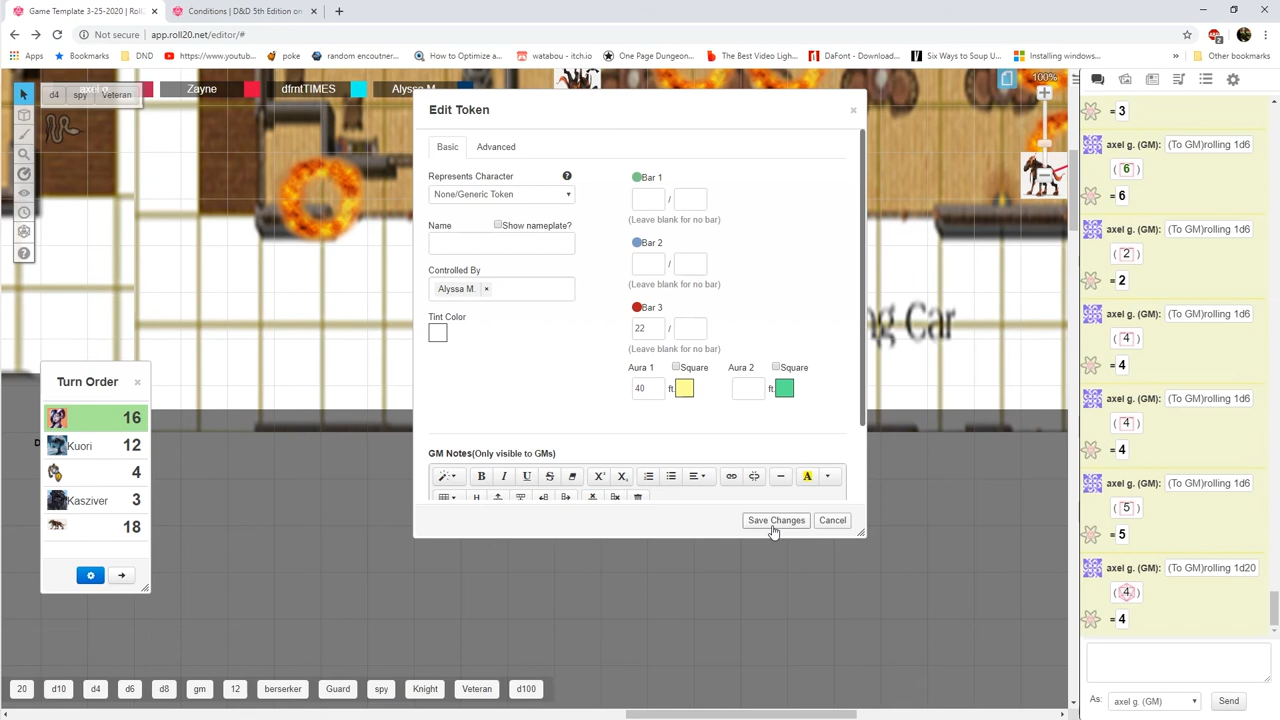 Game Template 3-25-2020 | Roll2 ×
Conditions | D&D 5th Edition on ×
Not secure | app.roll20.net/editor/#
Apps
Bookmarks
DND
https://www.youtube...
poke
random encoutner...
How to Optimize a...
watabou - itch.io
One Page Dungeon...
The Best Video Ligh...
DaFont - Download...
Six Ways to Soup U...
Installing windows...
Other bookmarks
axel g.
Zayne
dfmtTIMES
Alyssa M
100%
d4 spy Veteran
Edit Token ×
Basic Advanced
Represents Character ?
None/Generic Token
Name Show nameplate?
Controlled By
Alyssa M. ×
Tint Color
Bar 1
/
(Leave blank for no bar)
Bar 2
/
(Leave blank for no bar)
Bar 3
22 /
(Leave blank for no bar)
Aura 1 Square Aura 2 Square
40 ft. ft.
GM Notes(Only visible to GMs)
Save Changes Cancel
ng Car
Turn Order ×
16
Kuori 12
4
Kasziver 3
18
20 d10 d4 d6 d8 gm 12 berserker Guard spy Knight Veteran d100
= 3
axel g. (GM): (To GM)rolling 1d6
(6)
= 6
axel g. (GM): (To GM)rolling 1d6
(2)
= 2
axel g. (GM): (To GM)rolling 1d6
(4)
= 4
axel g. (GM): (To GM)rolling 1d6
(4)
= 4
axel g. (GM): (To GM)rolling 1d6
(5)
= 5
axel g. (GM): (To GM)rolling 1d20
(4)
= 4
As: axel g. (GM) Send